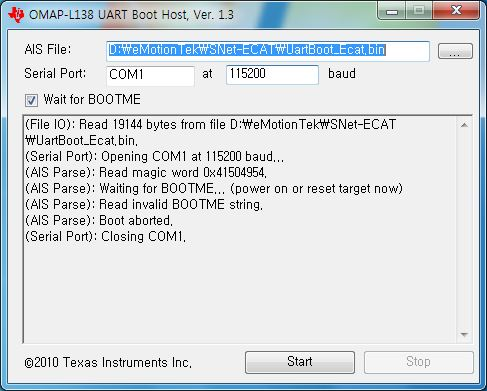 OMAP-L138 UART Boot Host, Ver. 1.3
AIS File: D:₩eMotionTek₩SNet-ECAT₩UartBoot_Ecat.bin ...
Serial Port: COM1 at 115200 baud
Wait for BOOTME
(File IO): Read 19144 bytes from file D:₩eMotionTek₩SNet-ECAT
₩UartBoot_Ecat.bin.
(Serial Port): Opening COM1 at 115200 baud...
(AIS Parse): Read magic word 0x41504954.
(AIS Parse): Waiting for BOOTME... (power on or reset target now)
(AIS Parse): Read invalid BOOTME string.
(AIS Parse): Boot aborted.
(Serial Port): Closing COM1.
©2010 Texas Instruments Inc. Start Stop